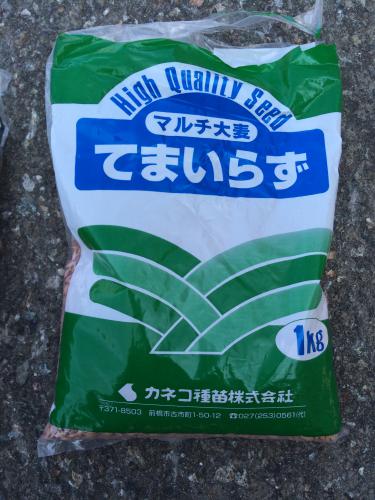 High Quality Seed
マルチ大麦
てまいらず
1kg
カネコ種苗株式会社
〒371-8503 前橋市古市町1-50-12 ☎027(253)0561(代)